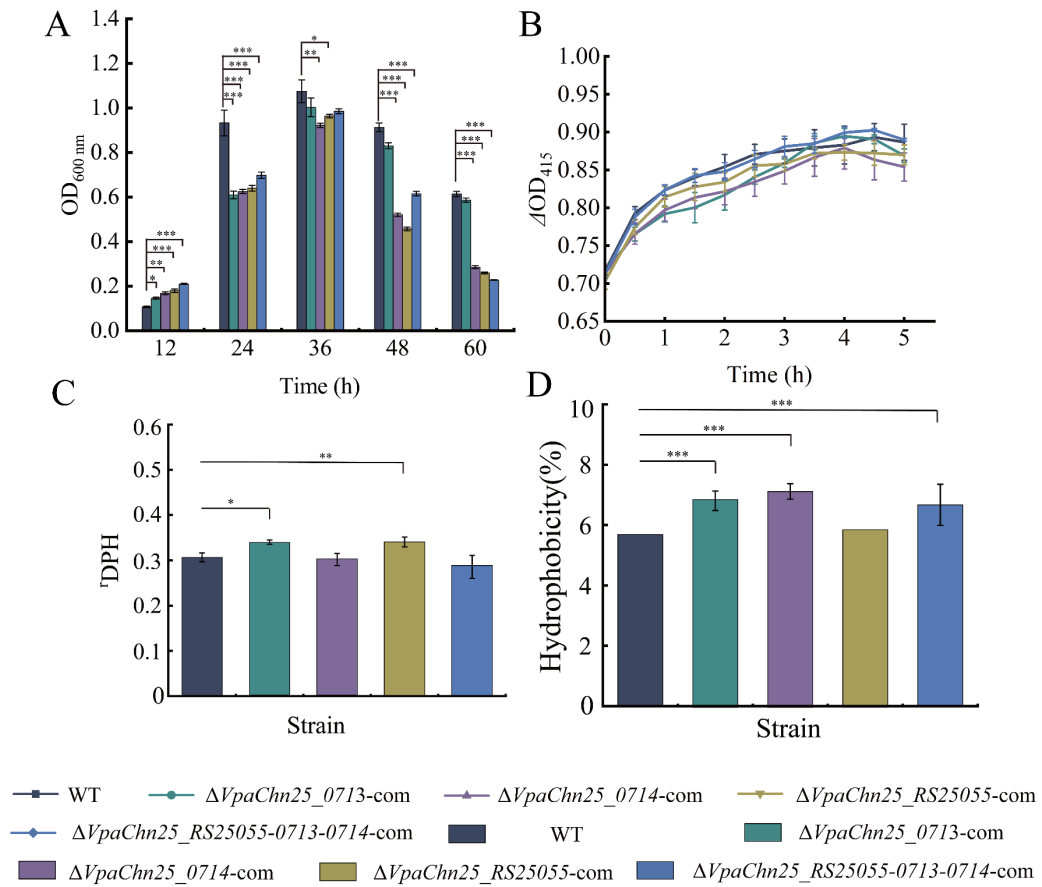 A
OD600 nm
1.4
1.2
1.0
0.8
0.6
0.4
0.2
0.0
*
**
***
***
***
***
***
***
**
*
***
***
***
***
***
***
12 24 36 48 60
Time (h)
B
ΔOD415
1.00
0.95
0.90
0.85
0.80
0.75
0.70
0.65
0 1 2 3 4 5
Time (h)
C
rDPH
0.6
0.5
0.4
0.3
0.2
0.1
0
*
**
Strain
D
Hydrophobicity(%)
10
8
6
4
2
0
***
***
***
Strain
WT ΔVpaChn25_0713-com ΔVpaChn25_0714-com ΔVpaChn25_RS25055-com
ΔVpaChn25_RS25055-0713-0714-com WT ΔVpaChn25_0713-com
ΔVpaChn25_0714-com ΔVpaChn25_RS25055-com ΔVpaChn25_RS25055-0713-0714-com